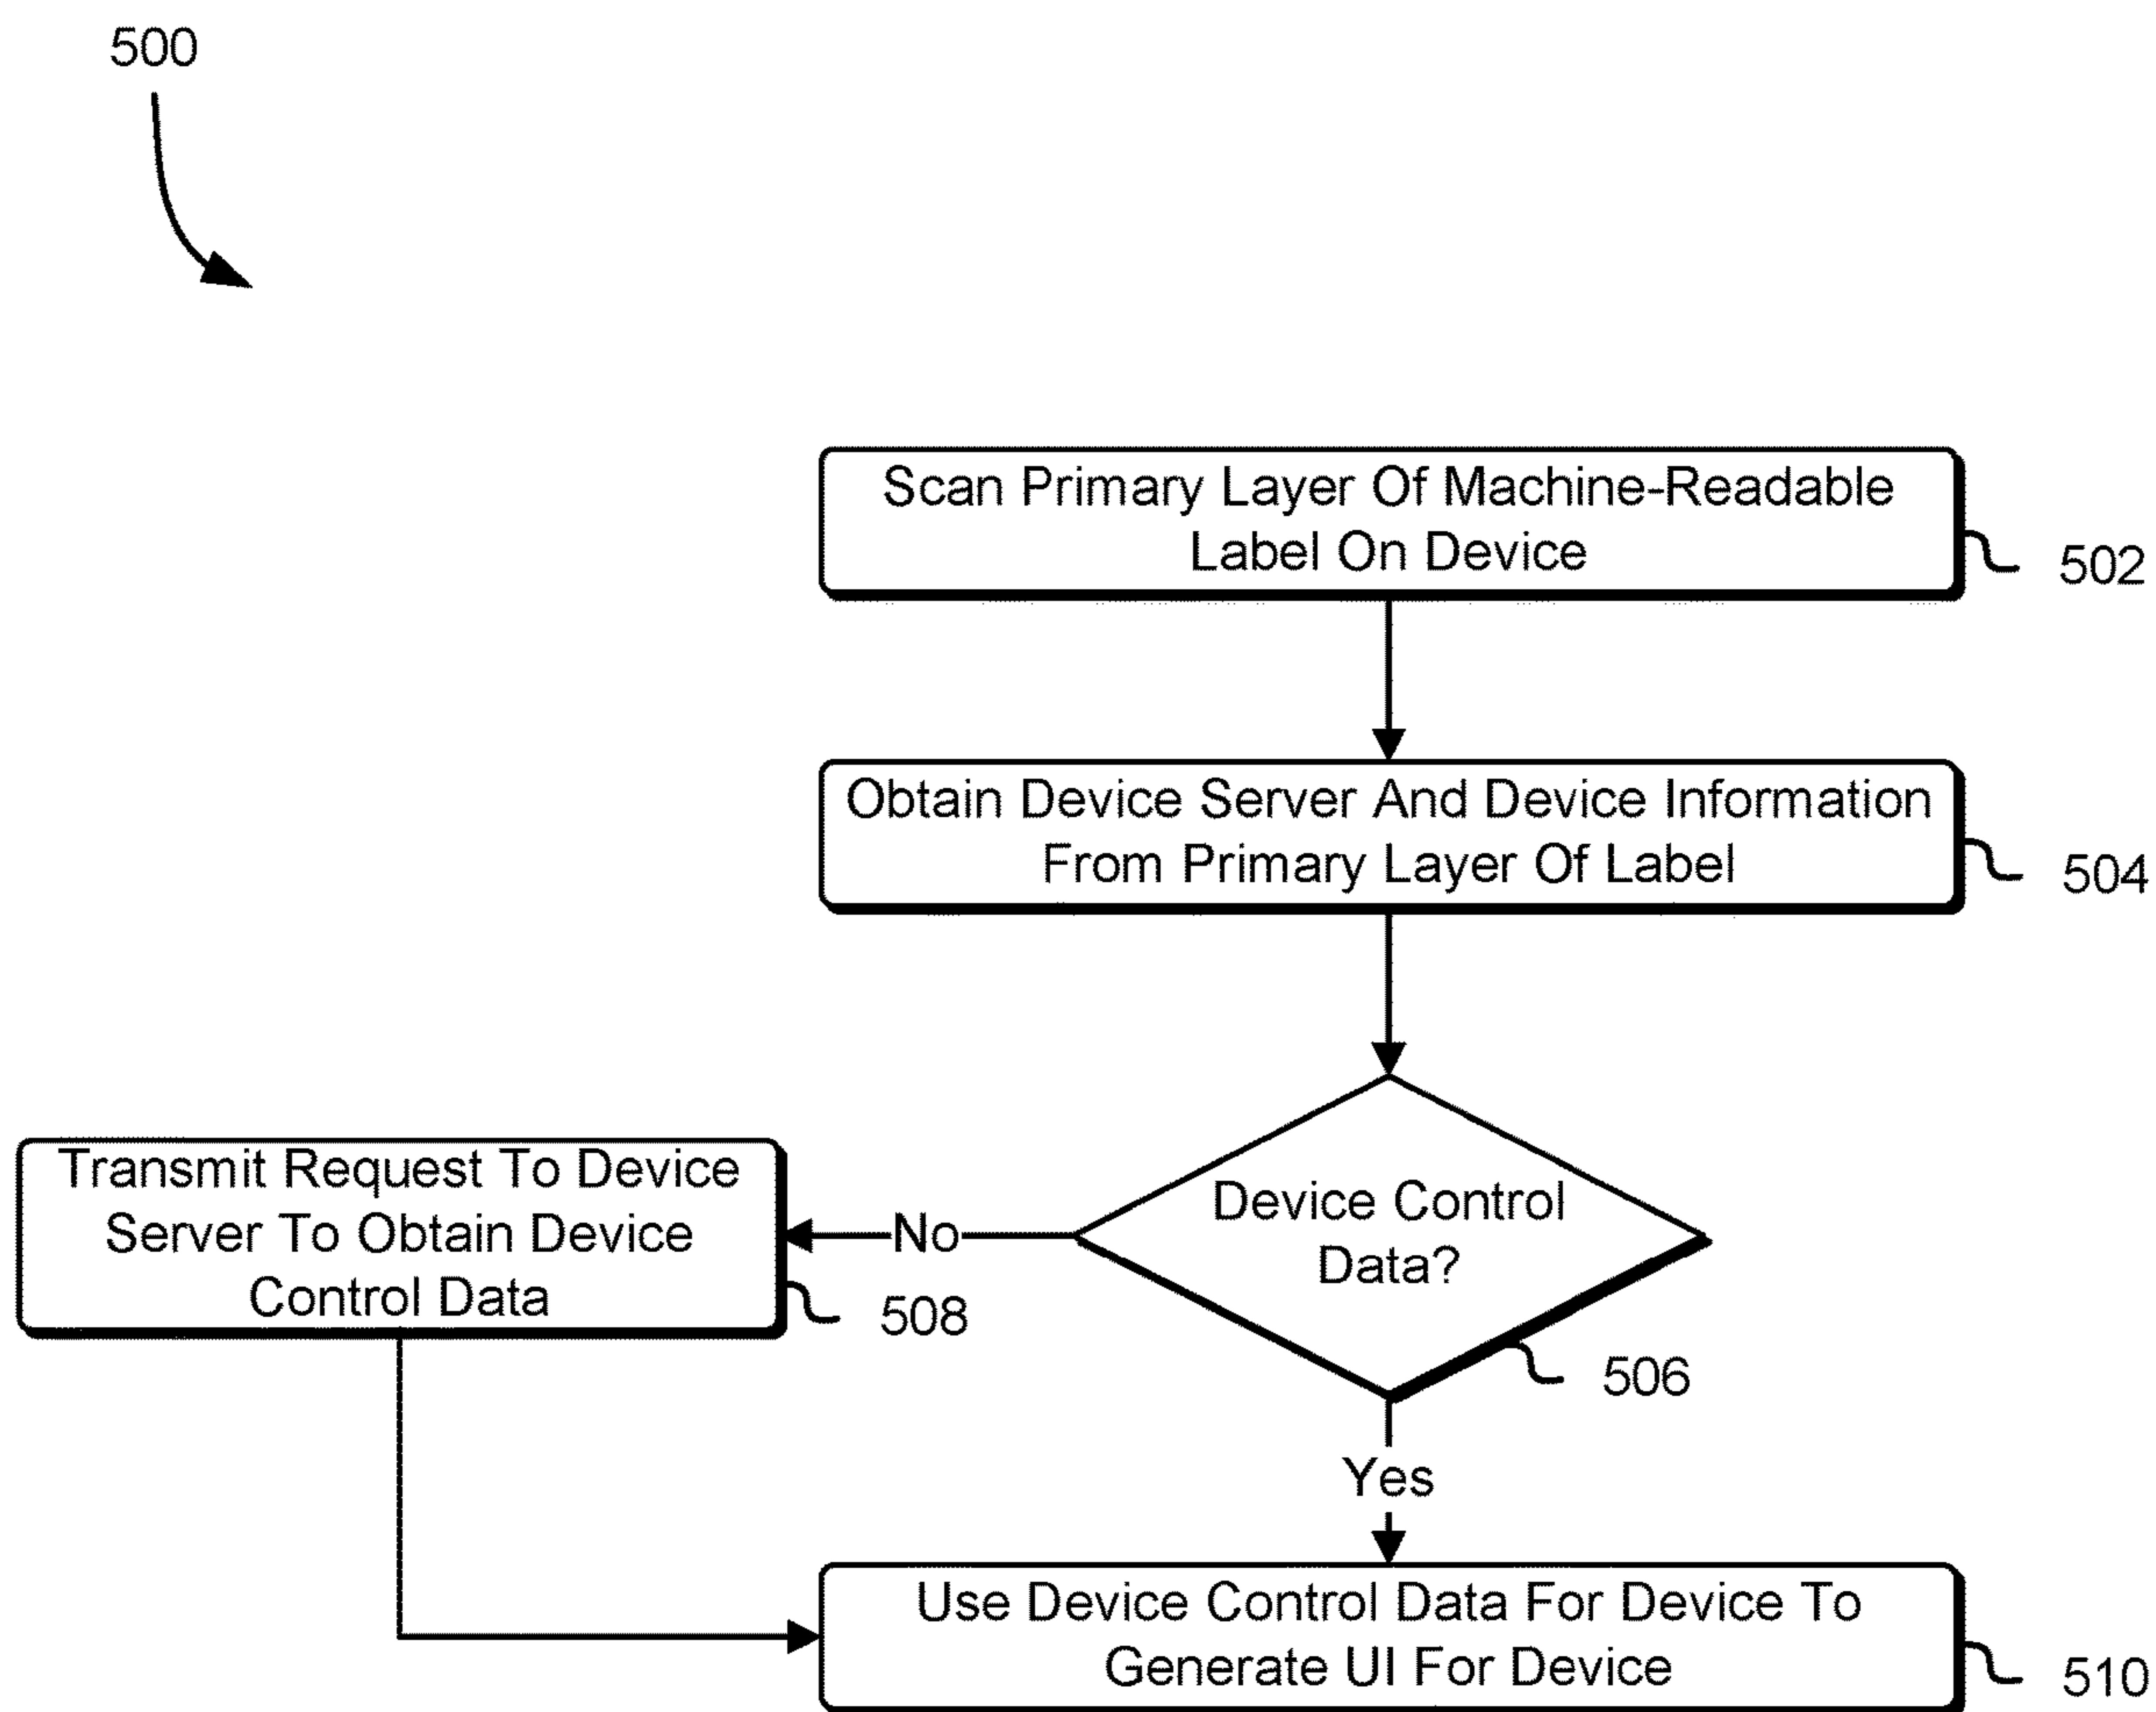 500
Scan Primary Layer Of Machine-Readable
Label On Device
502
Obtain Device Server And Device Information
From Primary Layer Of Label
504
Device Control
Data?
506
No
Transmit Request To Device
Server To Obtain Device
Control Data
508
Yes
Use Device Control Data For Device To
Generate UI For Device
510